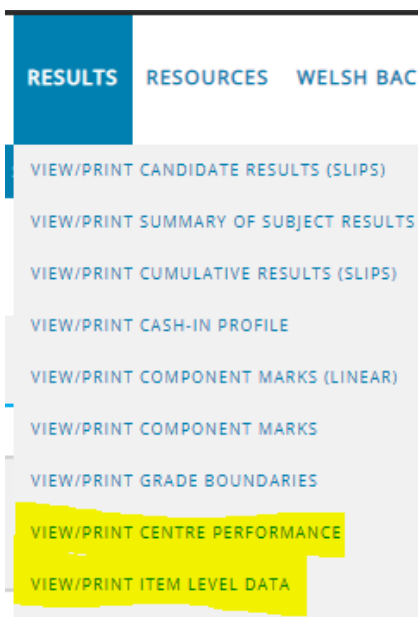 RESULTS RESOURCES WELSH BAC
VIEW/PRINT CANDIDATE RESULTS (SLIPS)
VIEW/PRINT SUMMARY OF SUBJECT RESULTS
VIEW/PRINT CUMULATIVE RESULTS (SLIPS)
VIEW/PRINT CASH-IN PROFILE
VIEW/PRINT COMPONENT MARKS (LINEAR)
VIEW/PRINT COMPONENT MARKS
VIEW/PRINT GRADE BOUNDARIES
VIEW/PRINT CENTRE PERFORMANCE
VIEW/PRINT ITEM LEVEL DATA